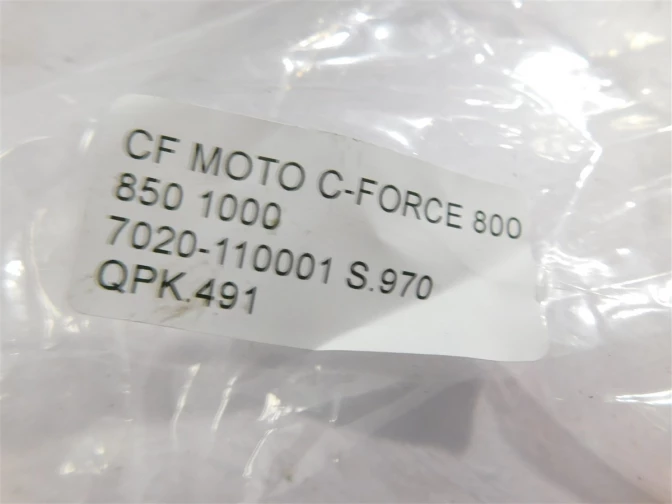 CF MOTO C-FORCE 800
850 1000
7020-110001 S.970
QPK.491